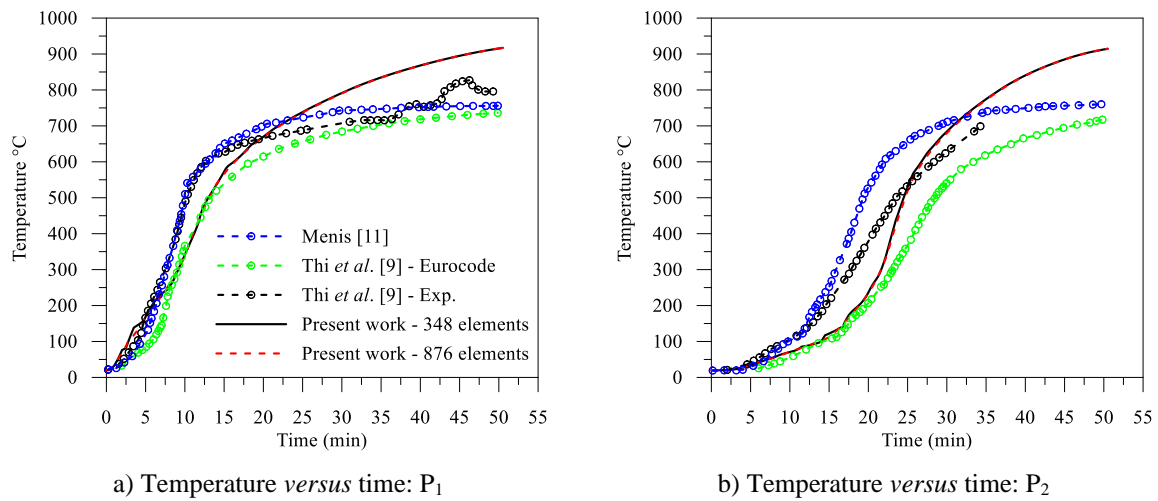 1000
900
800
700
600
500
400
300
200
100
0
Temperature °C
0 5 10 15 20 25 30 35 40 45 50 55
Time (min)
Menis [11]
Thi et al. [9] - Eurocode
Thi et al. [9] - Exp.
Present work - 348 elements
Present work - 876 elements
a) Temperature versus time: P1
1000
900
800
700
600
500
400
300
200
100
0
Temperature °C
0 5 10 15 20 25 30 35 40 45 50 55
Time (min)
b) Temperature versus time: P2